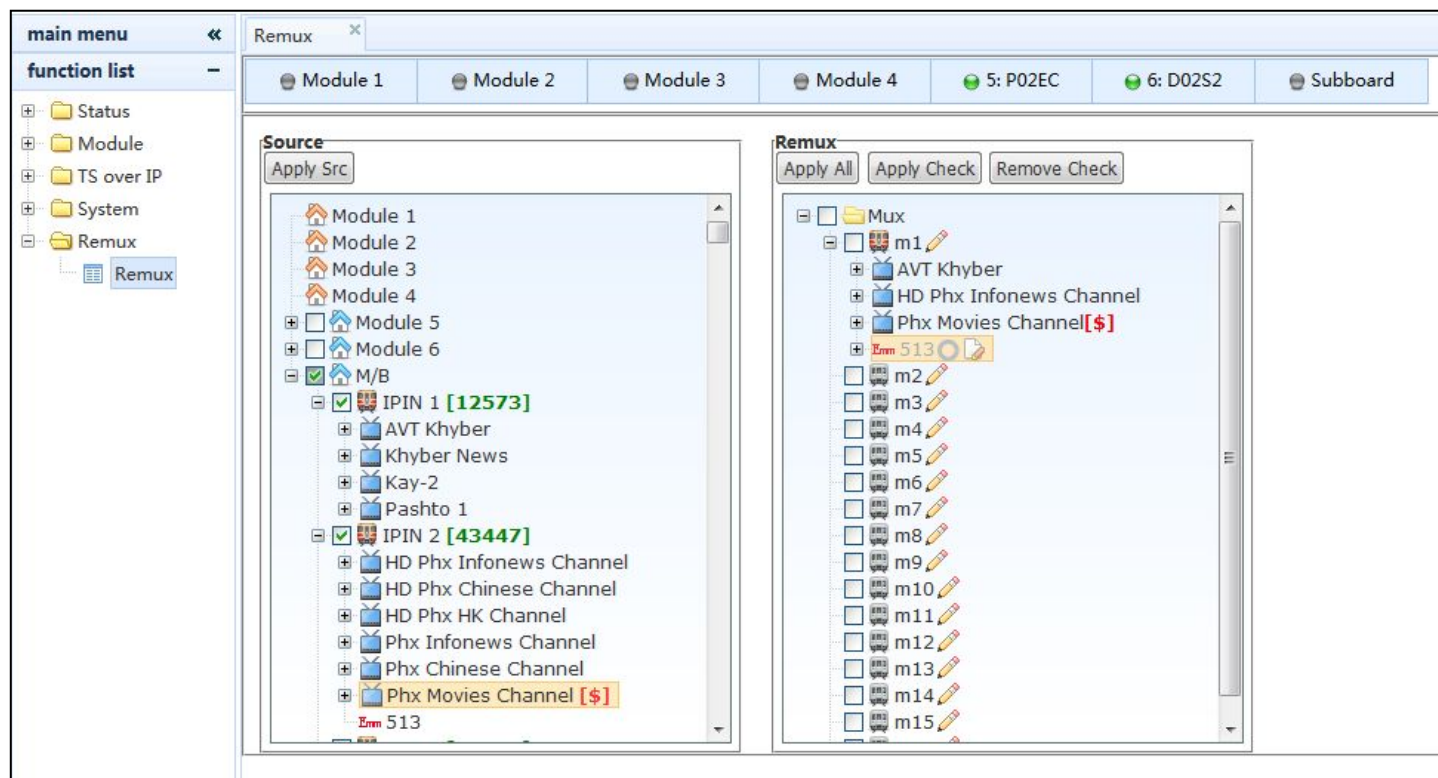 main menu
function list
Status
Module
TS over IP
System
Remux
Remux
Remux
Module 1
Module 2
Module 3
Module 4
5: P02EC
6: D02S2
Subboard
Source
Apply Src
Module 1
Module 2
Module 3
Module 4
Module 5
Module 6
M/B
IPIN 1 [12573]
AVT Khyber
Khyber News
Kay-2
Pashto 1
IPIN 2 [43447]
HD Phx Infonews Channel
HD Phx Chinese Channel
HD Phx HK Channel
Phx Infonews Channel
Phx Chinese Channel
Phx Movies Channel [$]
Emm 513
Remux
Apply All Apply Check Remove Check
Mux
m1
AVT Khyber
HD Phx Infonews Channel
Phx Movies Channel[$]
Emm 513
m2
m3
m4
m5
m6
m7
m8
m9
m10
m11
m12
m13
m14
m15